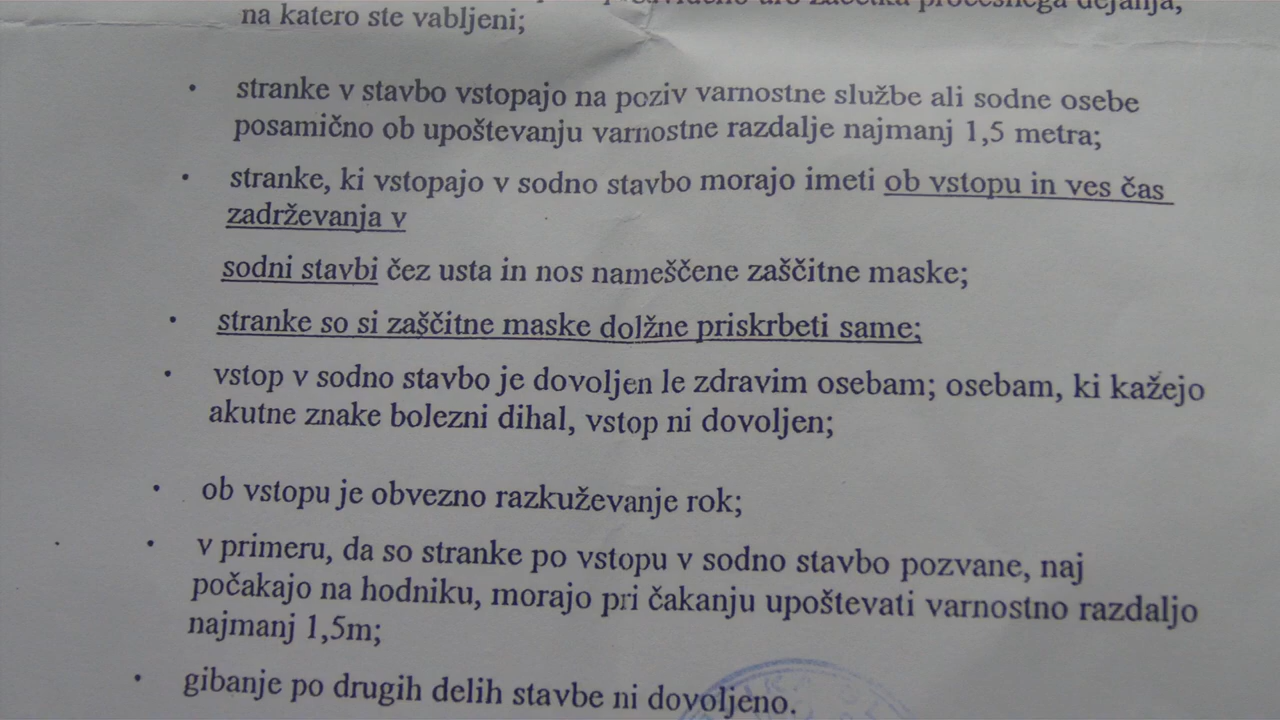 začetka procesnega dejanja,
na katero ste vabljeni;
stranke v stavbo vstopajo na poziv varnostne službe ali sodne osebe
posamično ob upoštevanju varnostne razdalje najmanj 1,5 metra;
stranke, ki vstopajo v sodno stavbo morajo imeti ob vstopu in ves čas
zadrževanja v
sodni stavbi čez usta in nos nameščene zaščitne maske;
stranke so si zaščitne maske dolžne priskrbeti same;
vstop v sodno stavbo je dovoljen le zdravim osebam; osebam, ki kažejo
akutne znake bolezni dihal, vstop ni dovoljen;
ob vstopu je obvezno razkuževanje rok;
v primeru, da so stranke po vstopu v sodno stavbo pozvane, naj
počakajo na hodniku, morajo pri čakanju upoštevati varnostno razdaljo
najmanj 1,5m;
gibanje po drugih delih stavbe ni dovoljeno.